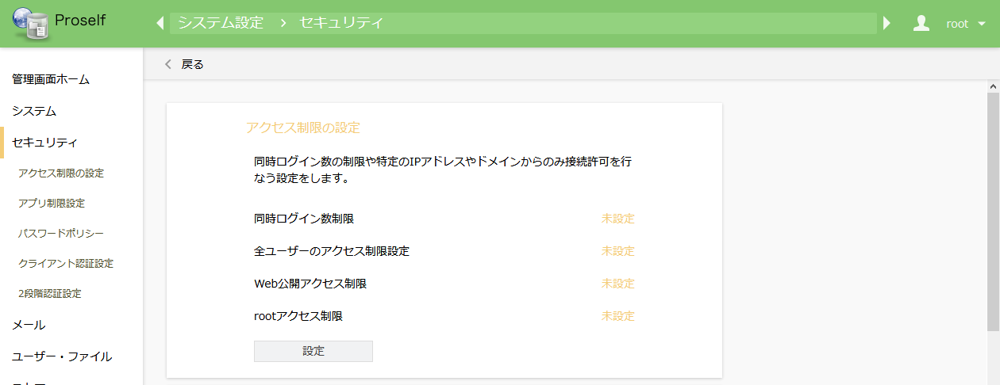 Proself
システム設定 > セキュリティ
root
戻る
管理画面ホーム
システム
セキュリティ
アクセス制限の設定
アプリ制限設定
パスワードポリシー
クライアント認証設定
2段階認証設定
メール
ユーザー・ファイル
アクセス制限の設定
同時ログイン数の制限や特定のIPアドレスやドメインからのみ接続許可を行
なう設定をします。
同時ログイン数制限 未設定
全ユーザーのアクセス制限設定 未設定
Web公開アクセス制限 未設定
rootアクセス制限 未設定
設定